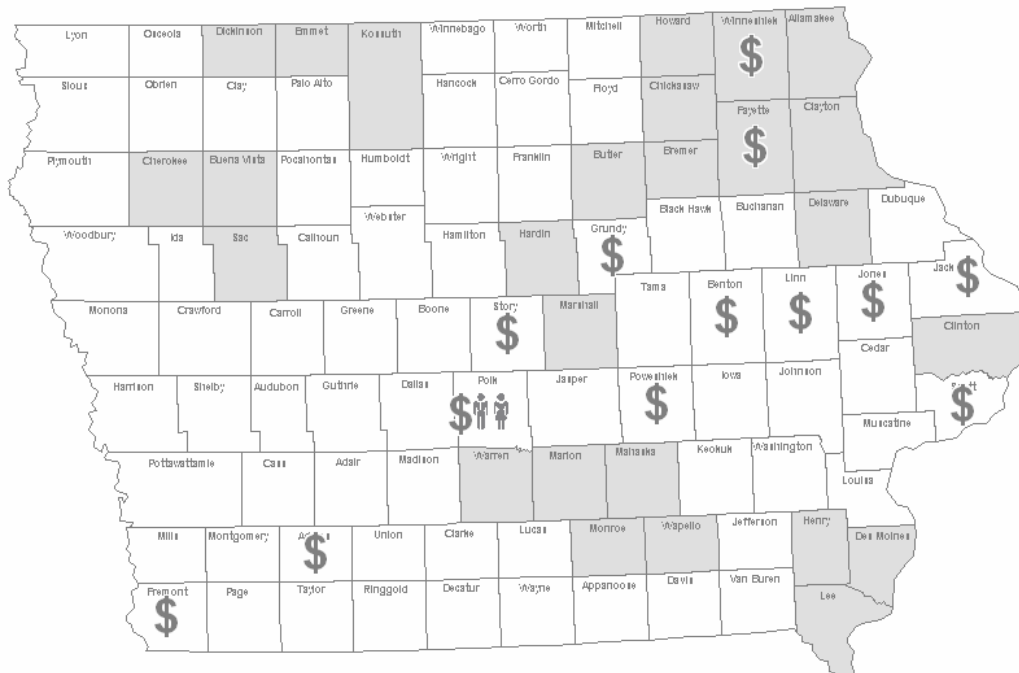 Lyon Osceola Dickinson Emmet Kossuth Winnebago Worth Mitchell Howard Winneshiek Allamakee
$
Sioux Obrien Clay Palo Alto Hancock Cerro Gordo Floyd Chickasaw Fayette Clayton
$
Plymouth Cherokee Buena Vista Pocahontas Humboldt Wright Franklin Butler Bremer
Woodbury Ida Sac Calhoun Webster Hamilton Hardin Grundy Black Hawk Buchanan Delaware Dubuque
$
Monona Crawford Carroll Greene Boone Story Marshall Tama Benton Linn Jones Jack
$ $ $ $ $
Cedar Clinton
Harrison Shelby Audubon Guthrie Dallas Polk Jasper Poweshiek Iowa Johnson
$ $ $
Muscatine
Pottawattamie Cass Adair Madison Warren Marion Mahaska Keokuk Washington Louisa
Mills Montgomery Union Clarke Lucas Monroe Wapello Jefferson Henry Des Moines
$
Fremont Page Taylor Ringgold Decatur Wayne Appanoose Davis Van Buren Lee
$